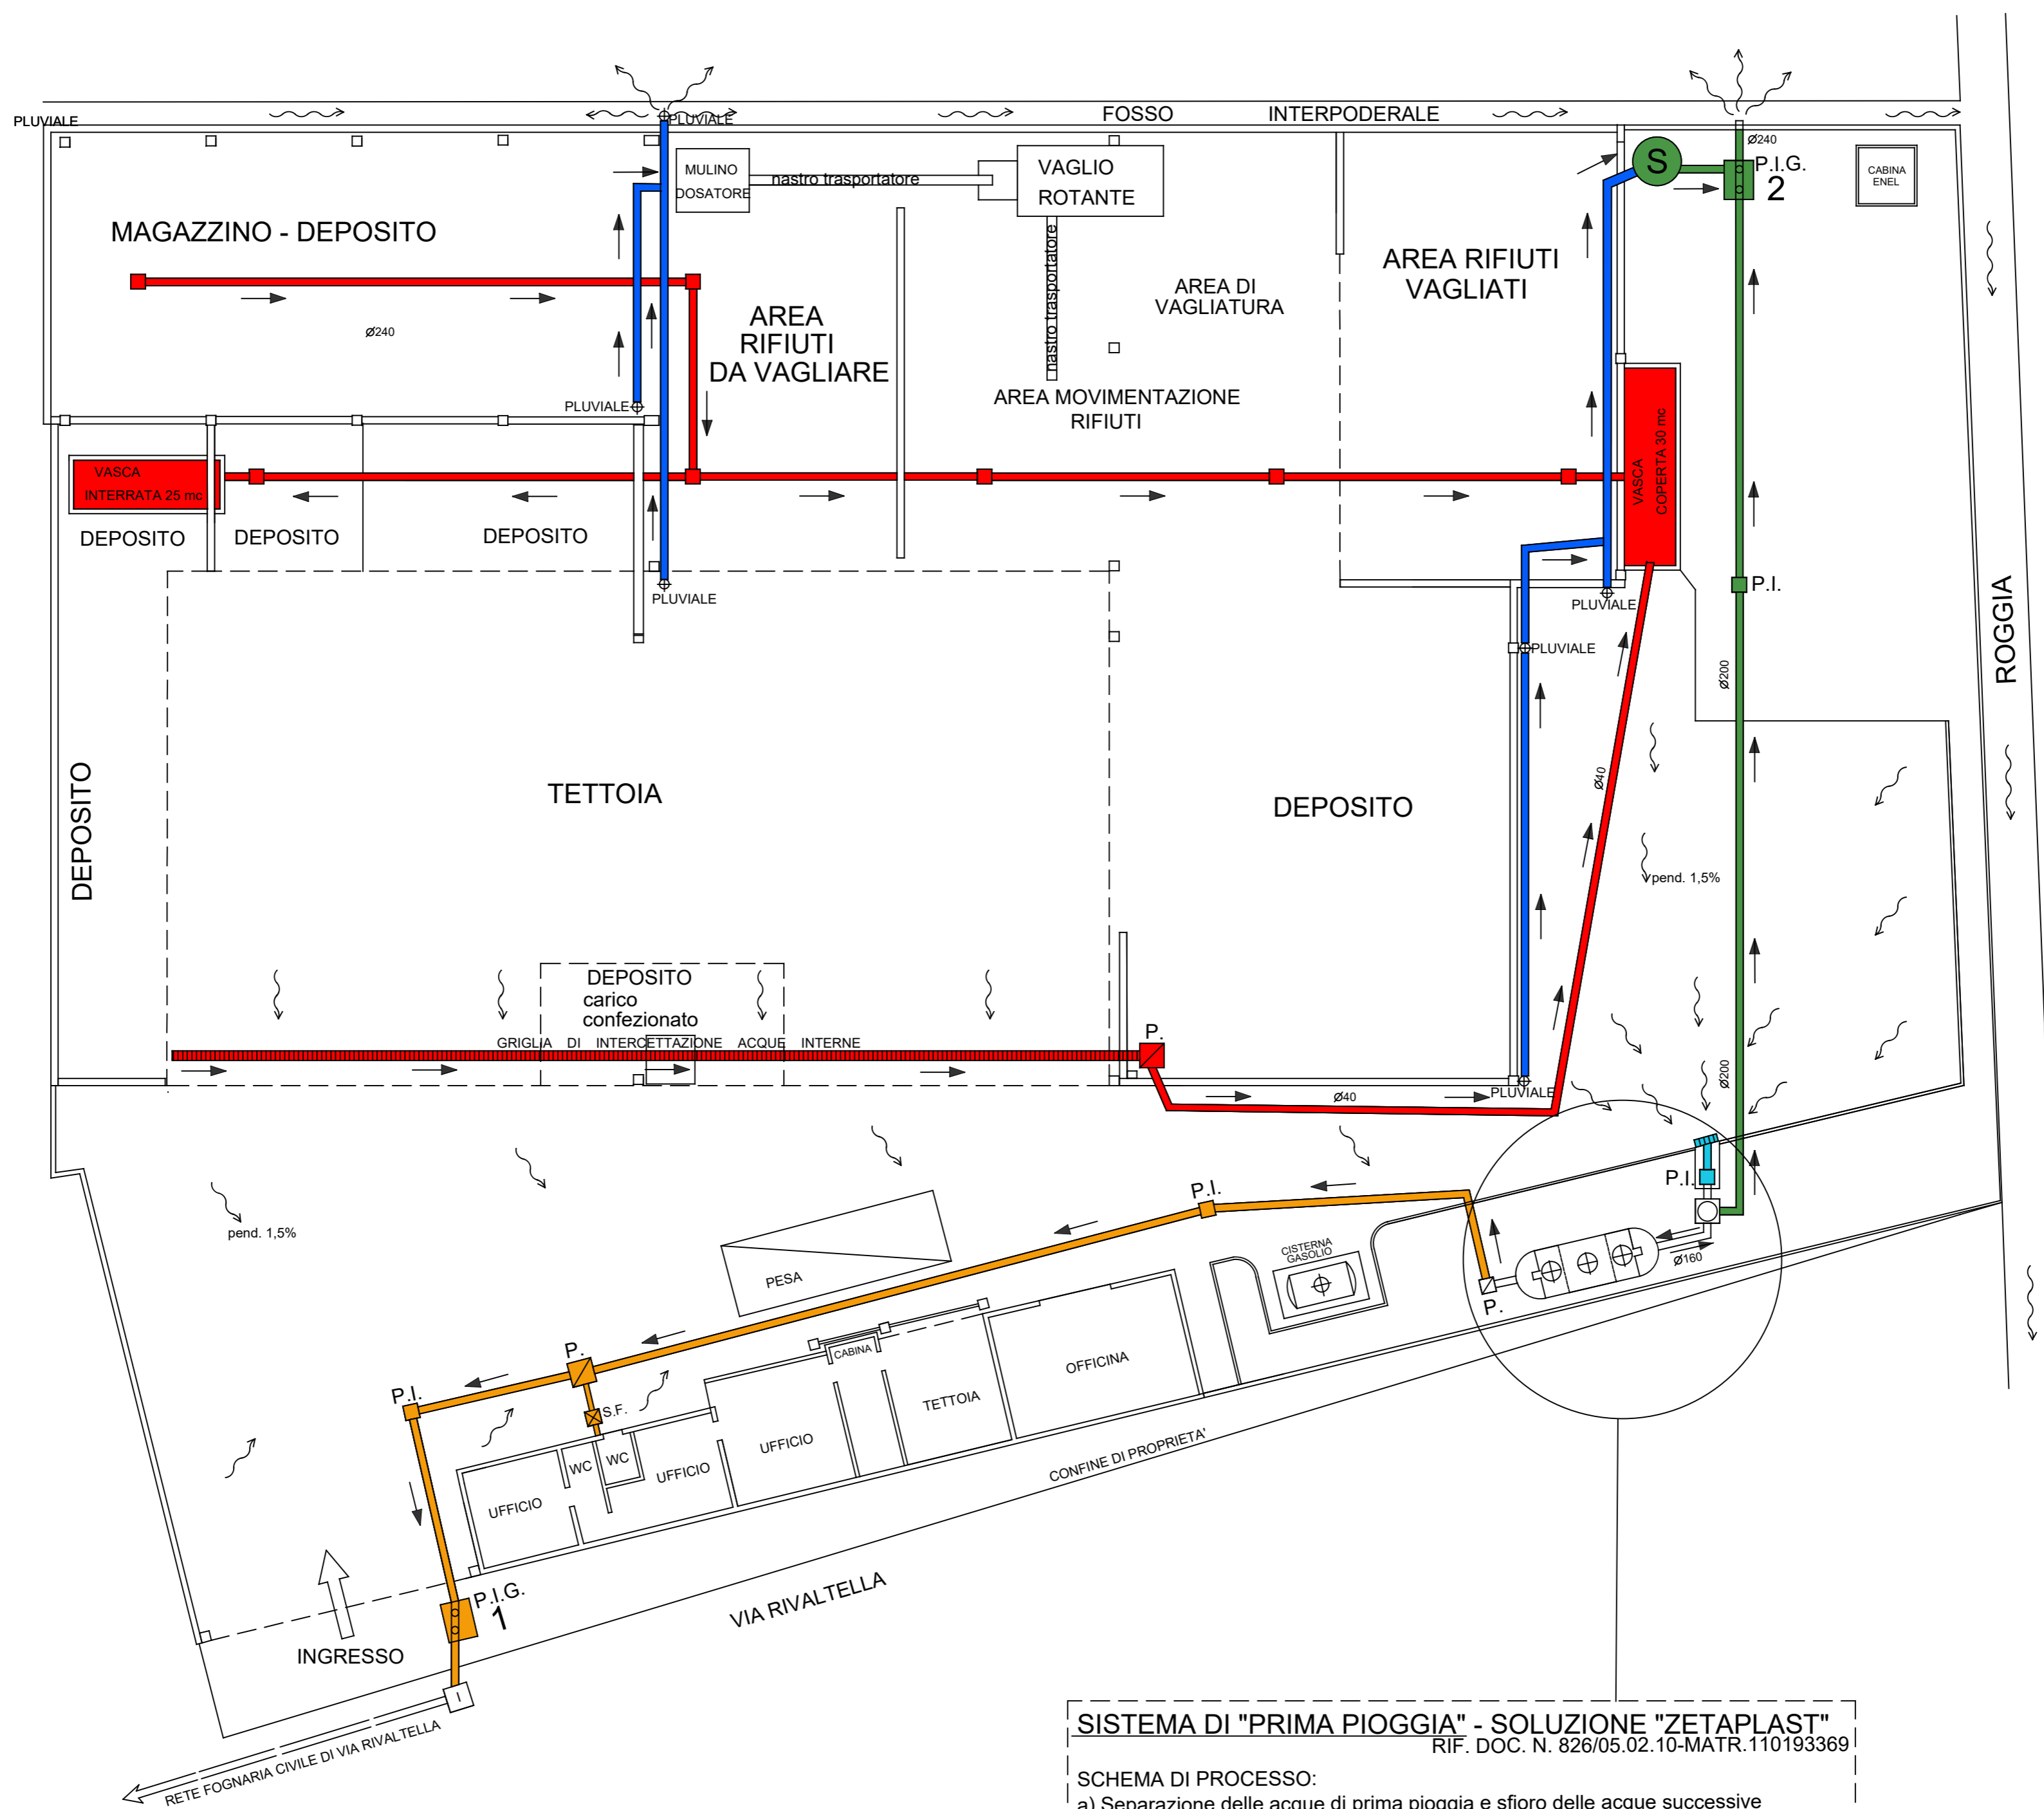 FOSSO INTERPODERALE
PLUVIALE
PLUVIALE
Ø240
P.I.G.
2
S
CABINA
ENEL
MULINO
DOSATORE
nastro trasportatore
VAGLIO
ROTANTE
MAGAZZINO - DEPOSITO
nastro trasportatore
AREA RIFIUTI
VAGLIATI
AREA DI
VAGLIATURA
AREA
RIFIUTI
DA VAGLIARE
Ø240
AREA MOVIMENTAZIONE
RIFIUTI
PLUVIALE
VASCA
COPERTA 30 mc
VASCA
INTERRATA 25 mc
DEPOSITO
DEPOSITO
DEPOSITO
PLUVIALE
PLUVIALE
P.I.
ROGGIA
PLUVIALE
Ø200
Ø40
DEPOSITO
TETTOIA
DEPOSITO
pend. 1,5%
DEPOSITO
carico
confezionato
GRIGLIA DI INTERCETTAZIONE ACQUE INTERNE
P.
Ø200
PLUVIALE
Ø40
P.I.
P.I.
pend. 1,5%
CISTERNA
GASOLIO
Ø160
PESA
P.
P.
CABINA
OFFICINA
P.I.
S.F.
TETTOIA
UFFICIO
WC
WC
UFFICIO
UFFICIO
CONFINE DI PROPRIETA'
P.I.G.
1
VIA RIVALTELLA
INGRESSO
I
RETE FOGNARIA CIVILE DI VIA RIVALTELLA
SISTEMA DI "PRIMA PIOGGIA" - SOLUZIONE "ZETAPLAST"
RIF. DOC. N. 826/05.02.10-MATR.110193369
SCHEMA DI PROCESSO:
a) Separazione delle acque di prima pioggia e sfioro delle acque successive